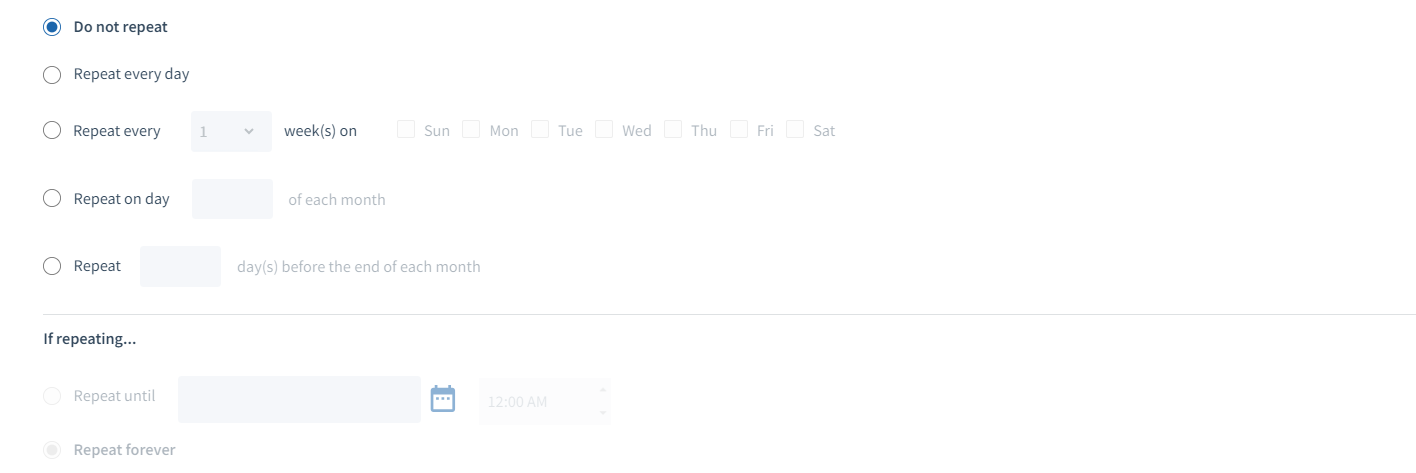 Do not repeat
Repeat every day
Repeat every 1 week(s) on Sun Mon Tue Wed Thu Fri Sat
Repeat on day of each month
Repeat day(s) before the end of each month
If repeating...
Repeat until 12:00 AM
Repeat forever